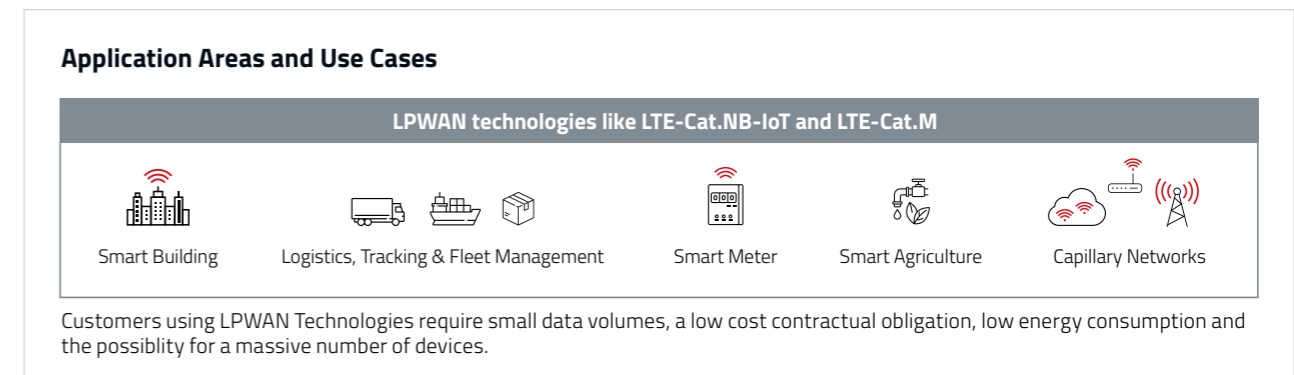 Application Areas and Use Cases
LPWAN technologies like LTE-Cat.NB-IoT and LTE-Cat.M
Smart Building
Logistics, Tracking & Fleet Management
Smart Meter
Smart Agriculture
Capillary Networks
Customers using LPWAN Technologies require small data volumes, a low cost contractual obligation, low energy consumption and
the possiblity for a massive number of devices.